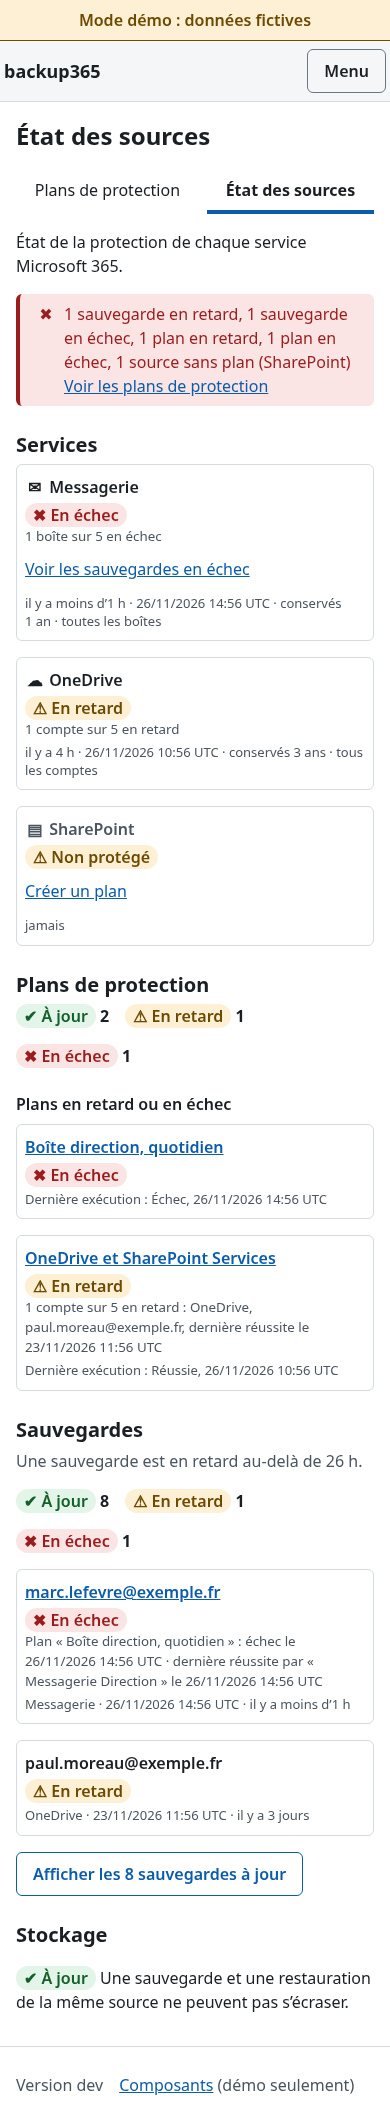 Mode démo : données fictives
backup365
Menu
État des sources
Plans de protection
État des sources
État de la protection de chaque service
Microsoft 365.
✖ 1 sauvegarde en retard, 1 sauvegarde
en échec, 1 plan en retard, 1 plan en
échec, 1 source sans plan (SharePoint)
Voir les plans de protection
Services
✉ Messagerie
✖ En échec
1 boîte sur 5 en échec
Voir les sauvegardes en échec
il y a moins d’1 h · 26/11/2026 14:56 UTC · conservés
1 an · toutes les boîtes
☁ OneDrive
⚠ En retard
1 compte sur 5 en retard
il y a 4 h · 26/11/2026 10:56 UTC · conservés 3 ans · tous
les comptes
▤ SharePoint
⚠ Non protégé
Créer un plan
jamais
Plans de protection
✔ À jour 2 ⚠ En retard 1
✖ En échec 1
Plans en retard ou en échec
Boîte direction, quotidien
✖ En échec
Dernière exécution : Échec, 26/11/2026 14:56 UTC
OneDrive et SharePoint Services
⚠ En retard
1 compte sur 5 en retard : OneDrive,
paul.moreau@exemple.fr, dernière réussite le
23/11/2026 11:56 UTC
Dernière exécution : Réussie, 26/11/2026 10:56 UTC
Sauvegardes
Une sauvegarde est en retard au-delà de 26 h.
✔ À jour 8 ⚠ En retard 1
✖ En échec 1
marc.lefevre@exemple.fr
✖ En échec
Plan « Boîte direction, quotidien » : échec le
26/11/2026 14:56 UTC · dernière réussite par «
Messagerie Direction » le 26/11/2026 14:56 UTC
Messagerie · 26/11/2026 14:56 UTC · il y a moins d’1 h
paul.moreau@exemple.fr
⚠ En retard
OneDrive · 23/11/2026 11:56 UTC · il y a 3 jours
Afficher les 8 sauvegardes à jour
Stockage
✔ À jour Une sauvegarde et une restauration
de la même source ne peuvent pas s’écraser.
Version dev Composants (démo seulement)